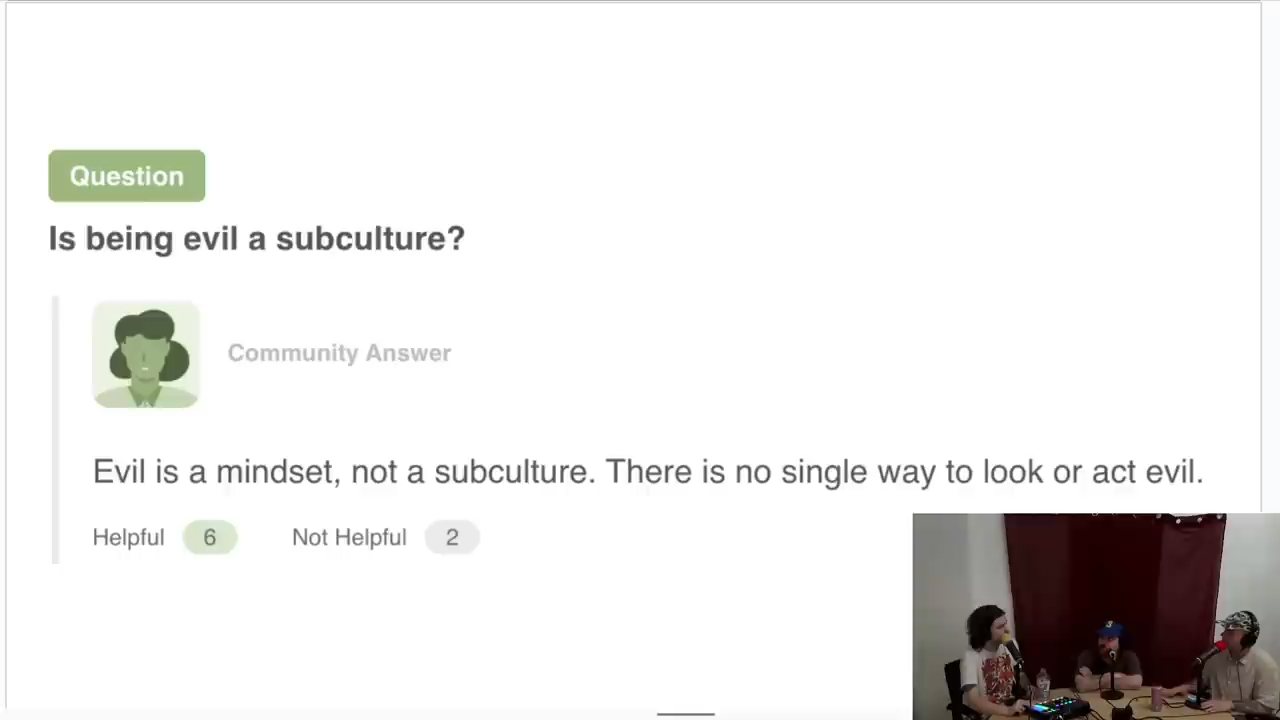 Question
Is being evil a subculture?
Community Answer
Evil is a mindset, not a subculture. There is no single way to look or act evil.
Helpful 6 Not Helpful 2